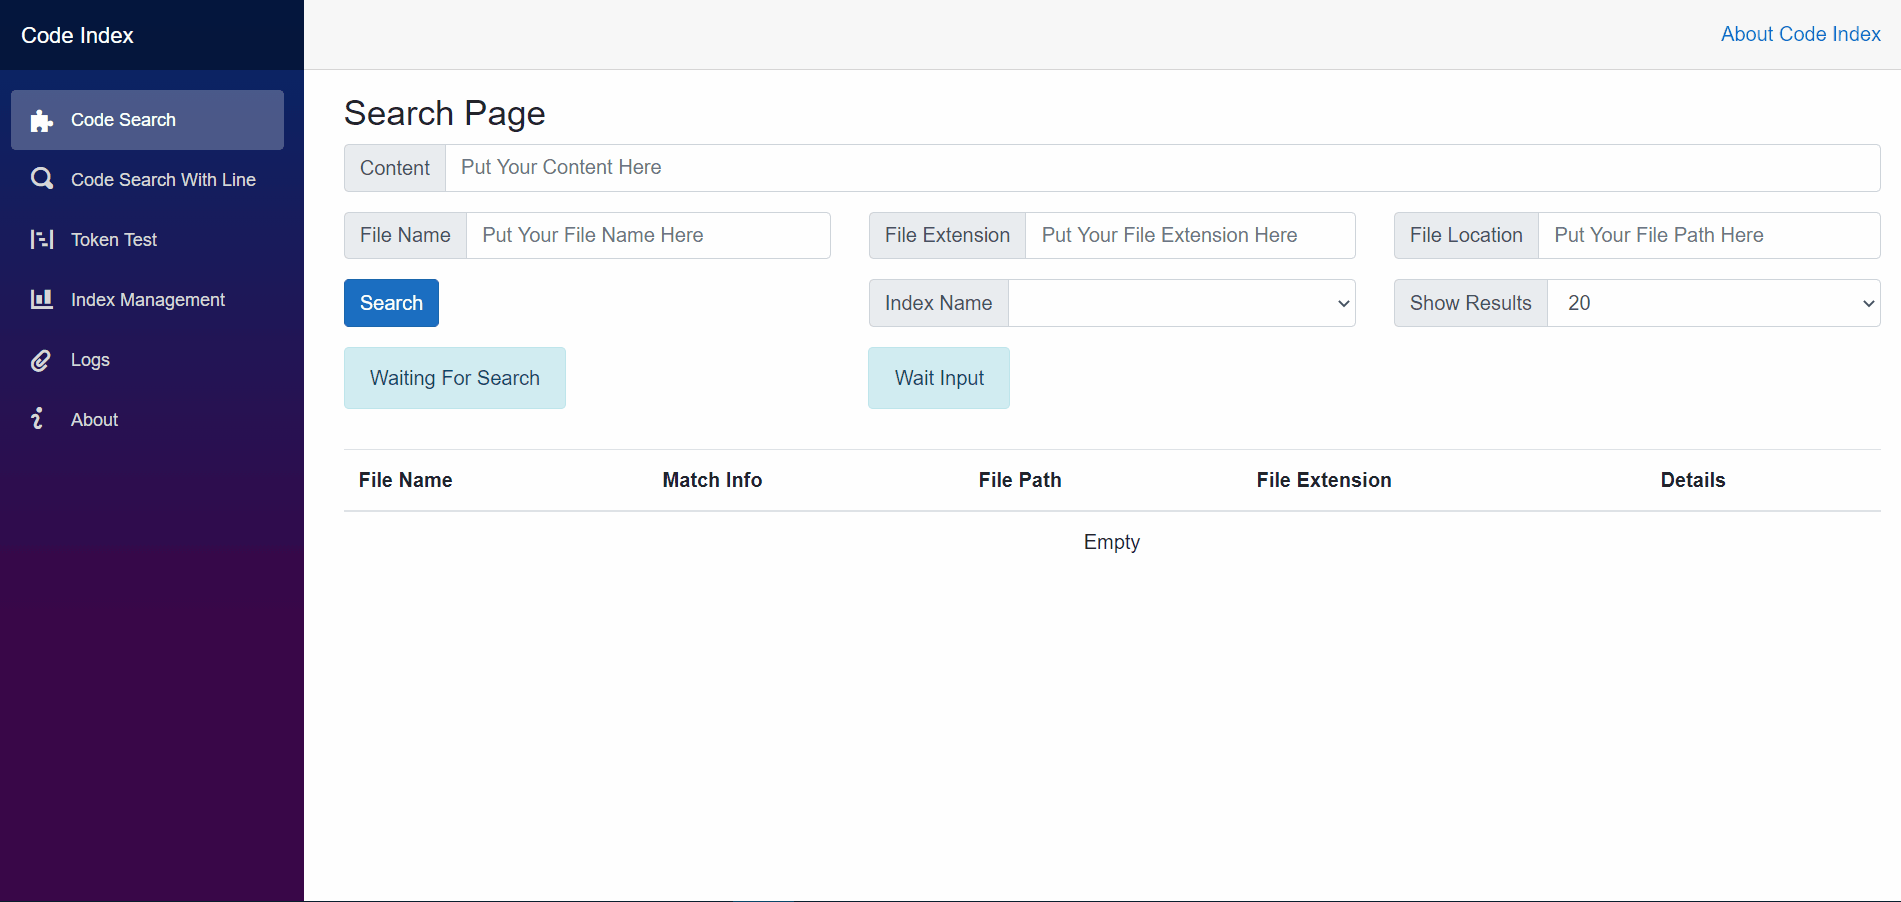 Code Index
About Code Index
Code Search
Code Search With Line
Token Test
Index Management
Logs
About
Search Page
Content Put Your Content Here
File Name Put Your File Name Here File Extension Put Your File Extension Here File Location Put Your File Path Here
Search Index Name Show Results 20
Waiting For Search Wait Input
File Name Match Info File Path File Extension Details
Empty